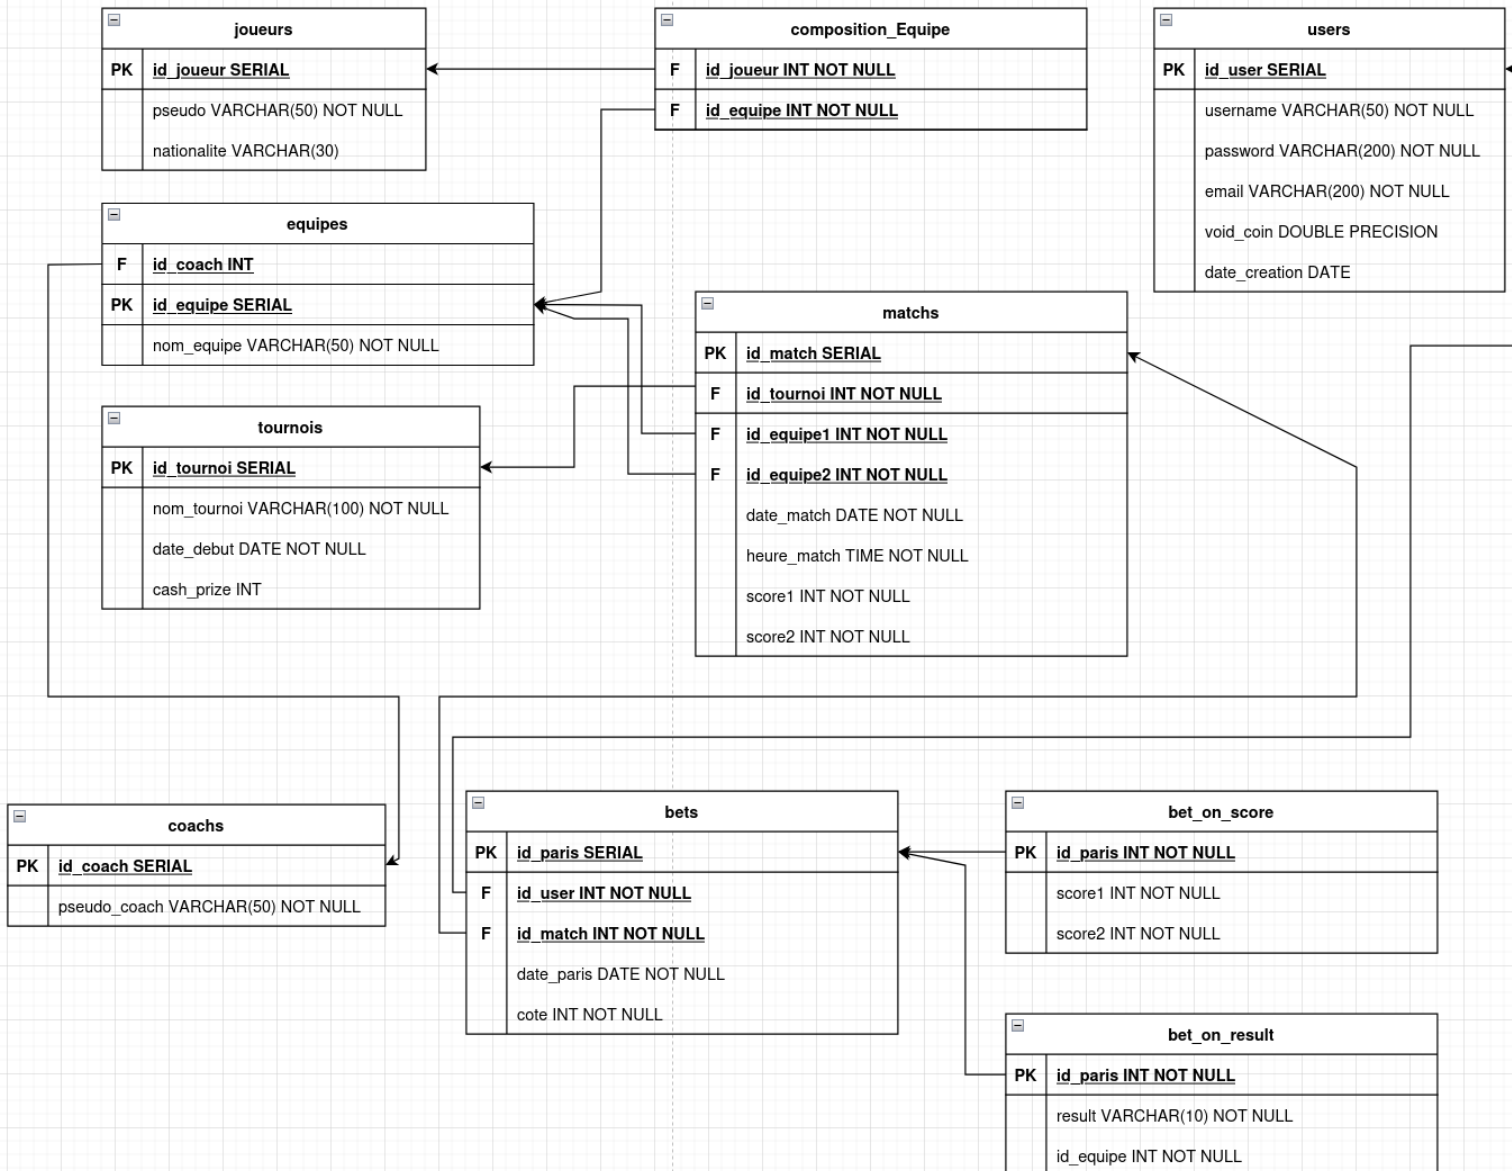 joueurs
PK id_joueur SERIAL
pseudo VARCHAR(50) NOT NULL
nationalite VARCHAR(30)
composition_Equipe
F id_joueur INT NOT NULL
F id_equipe INT NOT NULL
users
PK id_user SERIAL
username VARCHAR(50) NOT NULL
password VARCHAR(200) NOT NULL
email VARCHAR(200) NOT NULL
void_coin DOUBLE PRECISION
date_creation DATE
equipes
F id_coach INT
PK id_equipe SERIAL
nom_equipe VARCHAR(50) NOT NULL
matchs
PK id_match SERIAL
F id_tournoi INT NOT NULL
F id_equipe1 INT NOT NULL
F id_equipe2 INT NOT NULL
date_match DATE NOT NULL
heure_match TIME NOT NULL
score1 INT NOT NULL
score2 INT NOT NULL
tournois
PK id_tournoi SERIAL
nom_tournoi VARCHAR(100) NOT NULL
date_debut DATE NOT NULL
cash_prize INT
coachs
PK id_coach SERIAL
pseudo_coach VARCHAR(50) NOT NULL
bets
PK id_paris SERIAL
F id_user INT NOT NULL
F id_match INT NOT NULL
date_paris DATE NOT NULL
cote INT NOT NULL
bet_on_score
PK id_paris INT NOT NULL
score1 INT NOT NULL
score2 INT NOT NULL
bet_on_result
PK id_paris INT NOT NULL
result VARCHAR(10) NOT NULL
id_equipe INT NOT NULL